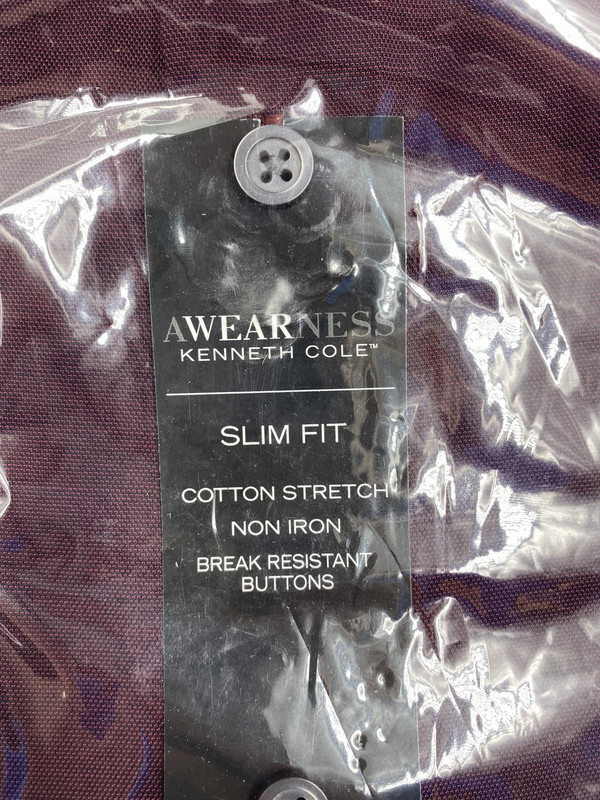 AWEARNESS
KENNETH COLE™
SLIM FIT
COTTON STRETCH
NON IRON
BREAK RESISTANT
BUTTONS